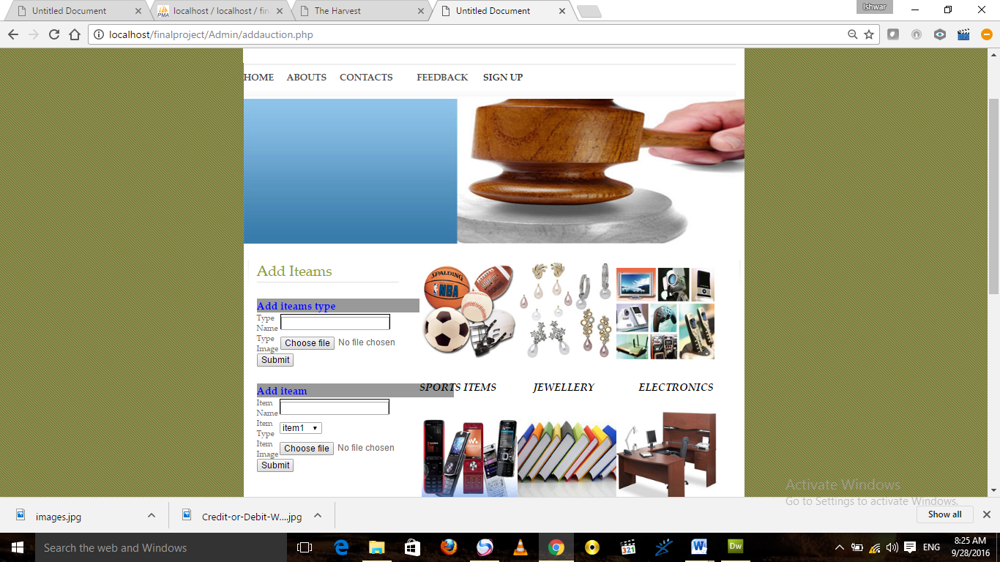 Untitled Document
localhost / localhost / fin
The Harvest
Untitled Document
Ishwar
localhost/finalproject/Admin/addauction.php
HOME ABOUTS CONTACTS FEEDBACK SIGN UP
Add Iteams
SPALDING
NBA
Add iteams type
Type Name
Type Image Choose file No file chosen
Submit
SPORTS ITEMS JEWELLERY ELECTRONICS
Add iteam
Item Name
Item Type item1
Item Image Choose file No file chosen
Submit
Activate Windows
Go to Settings to activate Windows.
images.jpg
Credit-or-Debit-W....jpg
Show all
Search the web and Windows
321
W
Dw
ENG
8:25 AM
9/28/2016